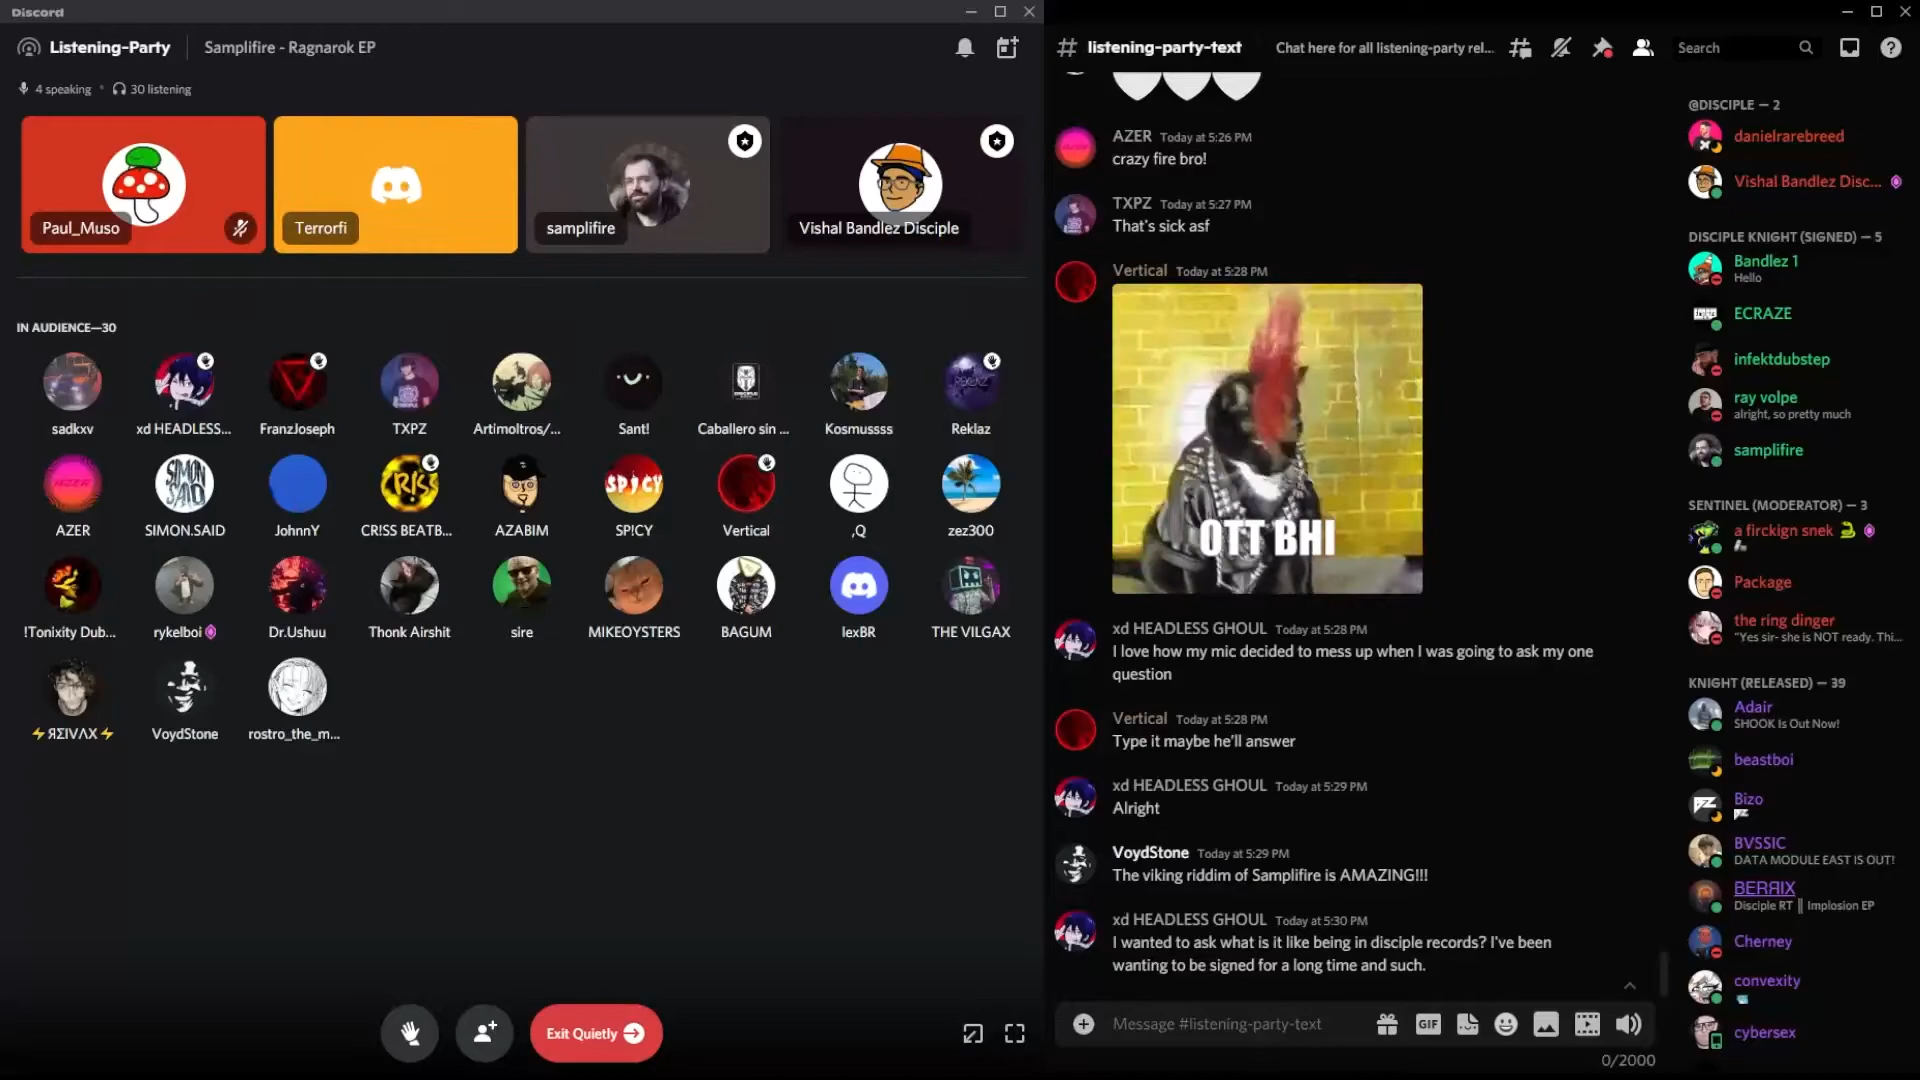 Discord
Listening-Party
Samplifire - Ragnarok EP
4 speaking
30 listening
Paul_Muso
Terrorfi
samplifire
Vishal Bandlez Disciple
IN AUDIENCE—30
sadkxv
xd HEADLESS...
FranzJoseph
TXPZ
Artimoltros/...
Sant!
Caballero sin ...
Kosmussss
Reklaz
AZER
SIMON.SAID
JohnnY
CR!SS BEATB...
AZABIM
SP!CY
Vertical
,Q
zez300
!Tonixity Dub...
rykelboi
Dr.Ushuu
Thonk Airshit
sire
MIKEOYSTERS
BAGUM
lexBR
THE VILGAX
⚡ЯΣIVΛX⚡
VoydStone
rostro_the_m...
Exit Quietly
listening-party-text
Chat here for all listening-party rel...
Search
AZER Today at 5:26 PM
crazy fire bro!
TXPZ Today at 5:27 PM
That's sick asf
Vertical Today at 5:28 PM
OTT BHI
xd HEADLESS GHOUL Today at 5:28 PM
I love how my mic decided to mess up when I was going to ask my one
question
Vertical Today at 5:28 PM
Type it maybe he'll answer
xd HEADLESS GHOUL Today at 5:29 PM
Alright
VoydStone Today at 5:29 PM
The viking riddim of Samplifire is AMAZING!!!
xd HEADLESS GHOUL Today at 5:30 PM
I wanted to ask what is it like being in disciple records? I've been
wanting to be signed for a long time and such.
Message #listening-party-text
GIF
0/2000
@DISCIPLE — 2
danielrarebreed
Vishal Bandlez Disc...
DISCIPLE KNIGHT (SIGNED) — 5
Bandlez 1
Hello
ECRAZE
infektdubstep
ray volpe
alright, so pretty much
samplifire
SENTINEL (MODERATOR) — 3
a firckign snek
Package
the ring dinger
"Yes sir- she is NOT ready. Thi...
KNIGHT (RELEASED) — 39
Adair
SHOOK Is Out Now!
beastboi
Bizo
BVSSIC
DATA MODULE EAST IS OUT!
BERЯIX
Disciple RT ‖ Implosion EP
Cherney
convexity
cybersex